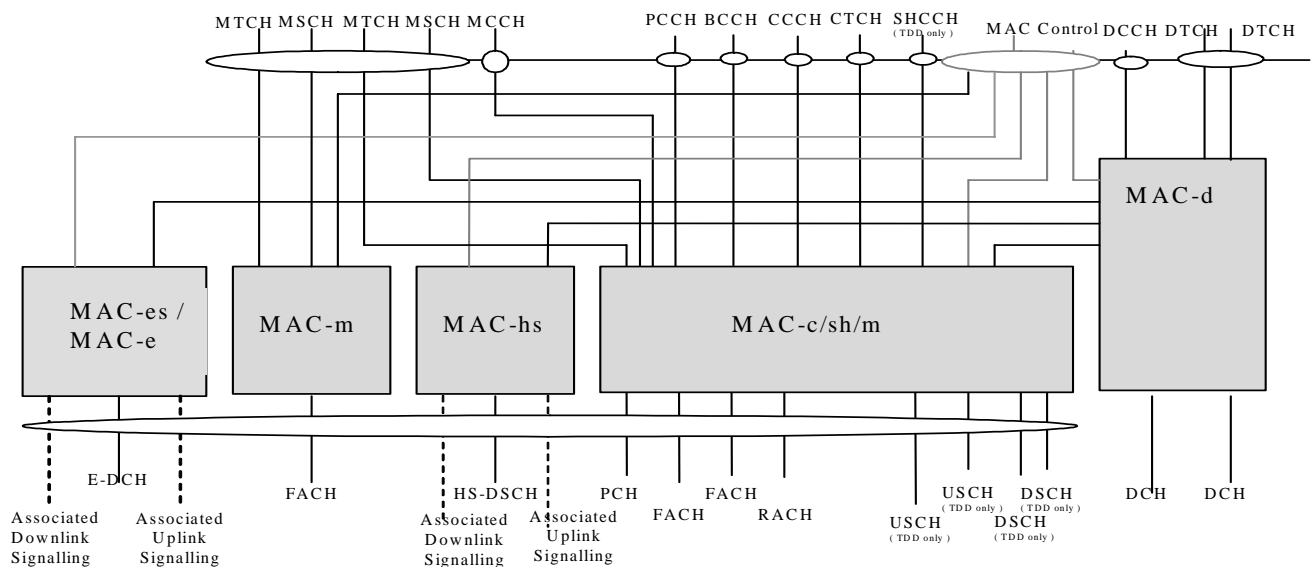 MTCH MSCH MTCH MSCH MCCH PCCH BCCH CCCH CTCH SHCCH MAC Control DCCH DTCH DTCH
( TDD only )
MAC-d
MAC-es /
MAC-e
MAC-m
MAC-hs
MAC-c/sh/m
E-DCH
FACH
HS-DSCH
PCH
FACH
FACH
RACH
USCH
( TDD only )
USCH
( TDD only )
DSCH
( TDD only )
DSCH
( TDD only )
DCH
DCH
Associated
Downlink
Signalling
Associated
Uplink
Signalling
Associated
Downlink
Signalling
Associated
Uplink
Signalling